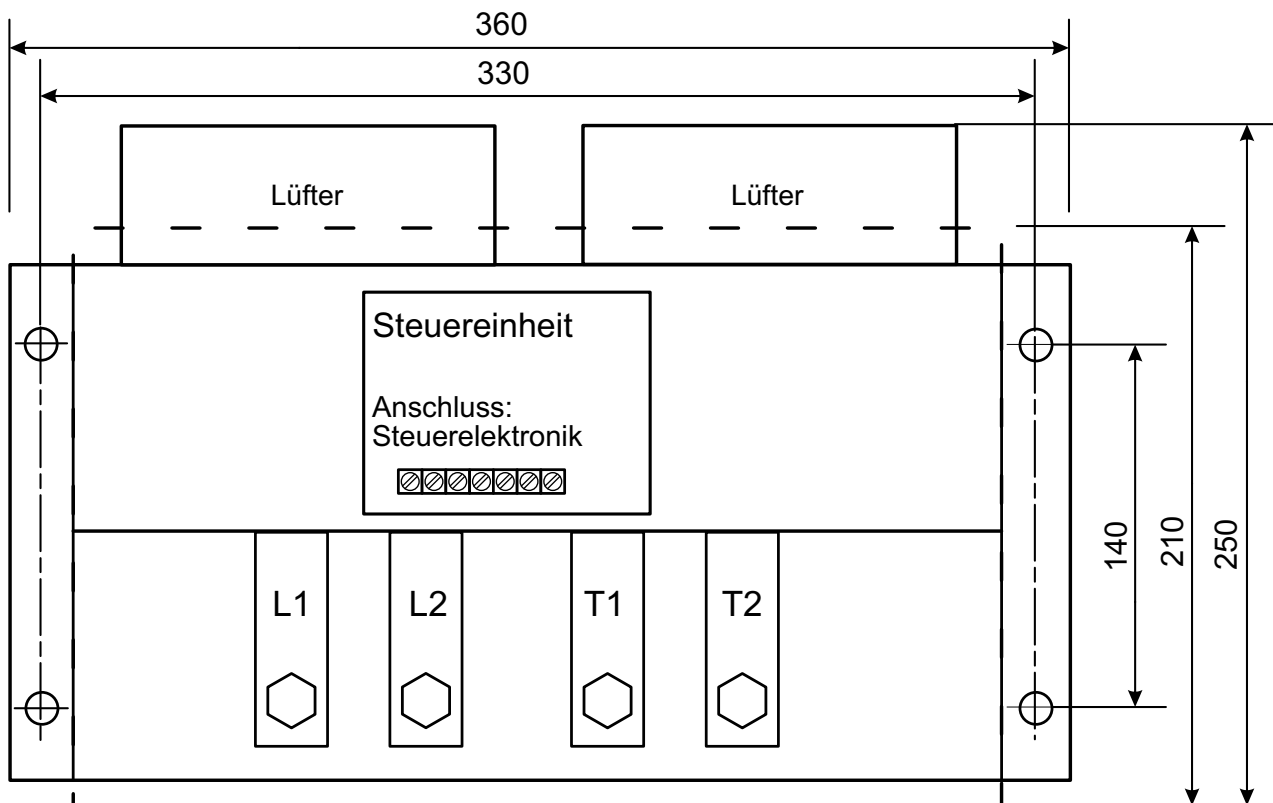 360
330
Lüfter
Lüfter
Steuereinheit
Anschluss:
Steuerelektronik
140
210
250
L1
L2
T1
T2